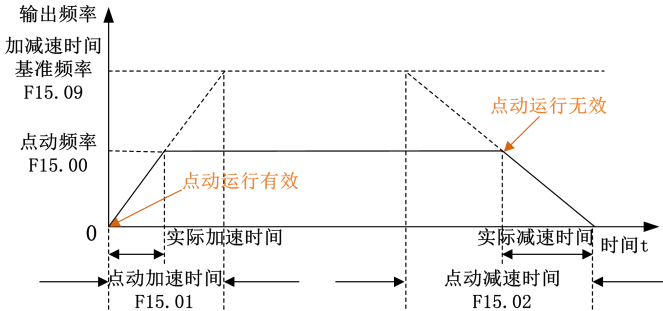 输出频率
加减速时间
基准频率
F15.09
点动运行无效
点动频率
F15.00
点动运行有效
0
实际加速时间
实际减速时间
时间t
点动加速时间
F15.01
点动减速时间
F15.02